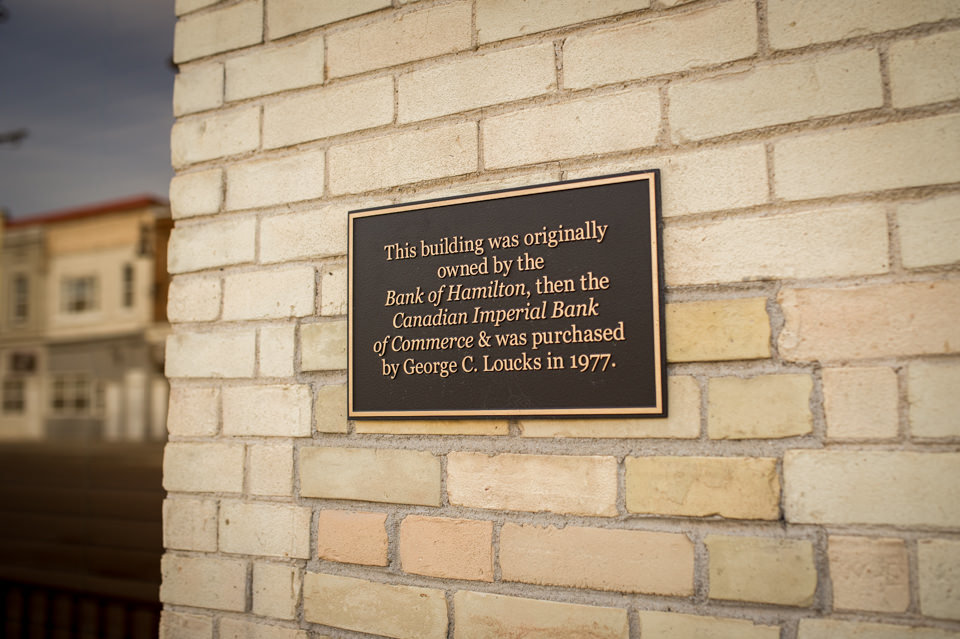 This building was originally
owned by the
Bank of Hamilton, then the
Canadian Imperial Bank
of Commerce & was purchased
by George C. Loucks in 1977.